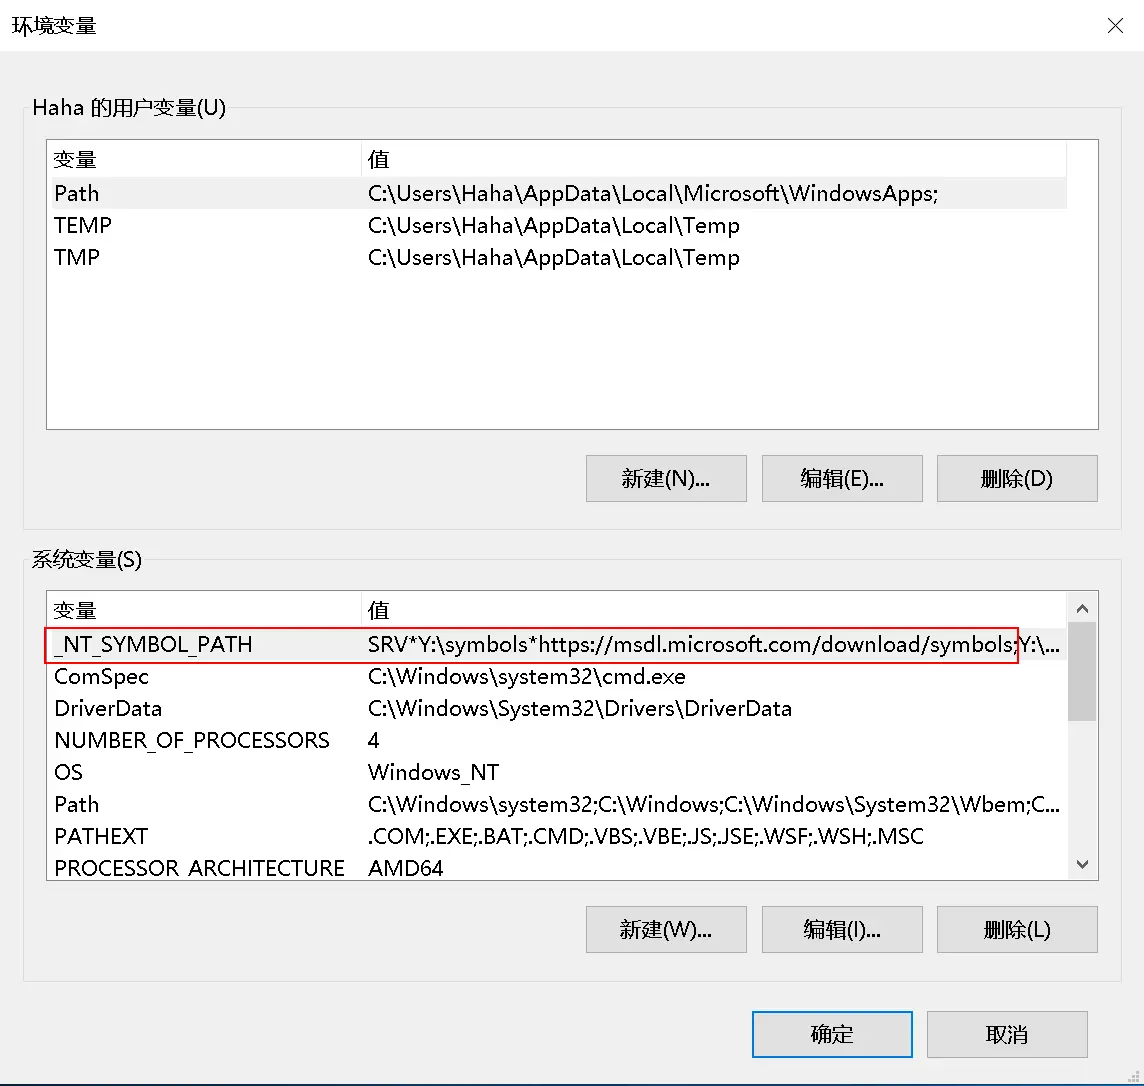 环境变量
Haha 的用户变量(U)
变量 值
Path C:\Users\Haha\AppData\Local\Microsoft\WindowsApps;
TEMP C:\Users\Haha\AppData\Local\Temp
TMP C:\Users\Haha\AppData\Local\Temp
新建(N)... 编辑(E)... 删除(D)
系统变量(S)
变量 值
_NT_SYMBOL_PATH SRV*Y:\symbols*https://msdl.microsoft.com/download/symbols;Y:\...
ComSpec C:\Windows\system32\cmd.exe
DriverData C:\Windows\System32\Drivers\DriverData
NUMBER_OF_PROCESSORS 4
OS Windows_NT
Path C:\Windows\system32;C:\Windows;C:\Windows\System32\Wbem;C...
PATHEXT .COM;.EXE;.BAT;.CMD;.VBS;.VBE;.JS;.JSE;.WSF;.WSH;.MSC
PROCESSOR_ARCHITECTURE AMD64
新建(W)... 编辑(I)... 删除(L)
确定 取消